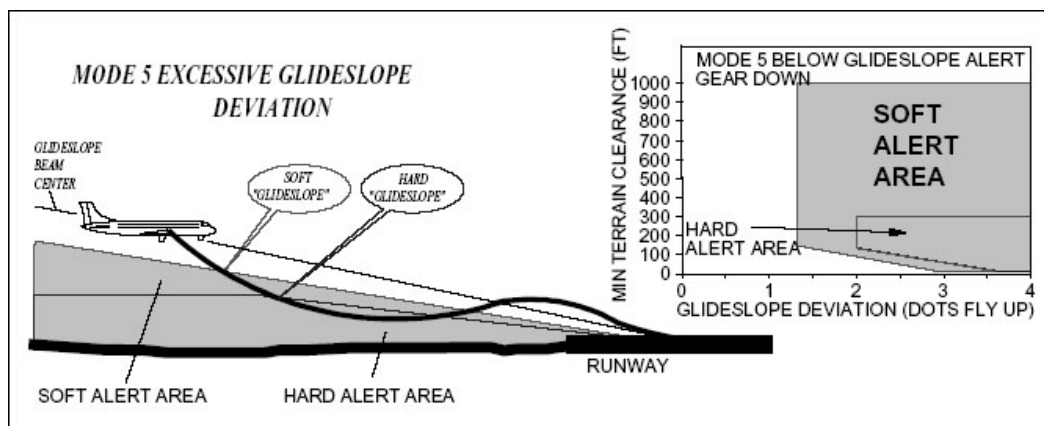 MODE 5 EXCESSIVE GLIDESLOPE
DEVIATION
GLIDESLOPE
BEAM
CENTER
SOFT
"GLIDESLOPE"
HARD
"GLIDESLOPE"
SOFT ALERT AREA
HARD ALERT AREA
RUNWAY
MIN TERRAIN CLEARANCE (FT)
MODE 5 BELOW GLIDESLOPE ALERT
GEAR DOWN
1000
900
800
700
600
500
400
300
200
100
0
SOFT
ALERT
AREA
HARD
ALERT AREA
0 1 2 3 4
GLIDESLOPE DEVIATION (DOTS FLY UP)